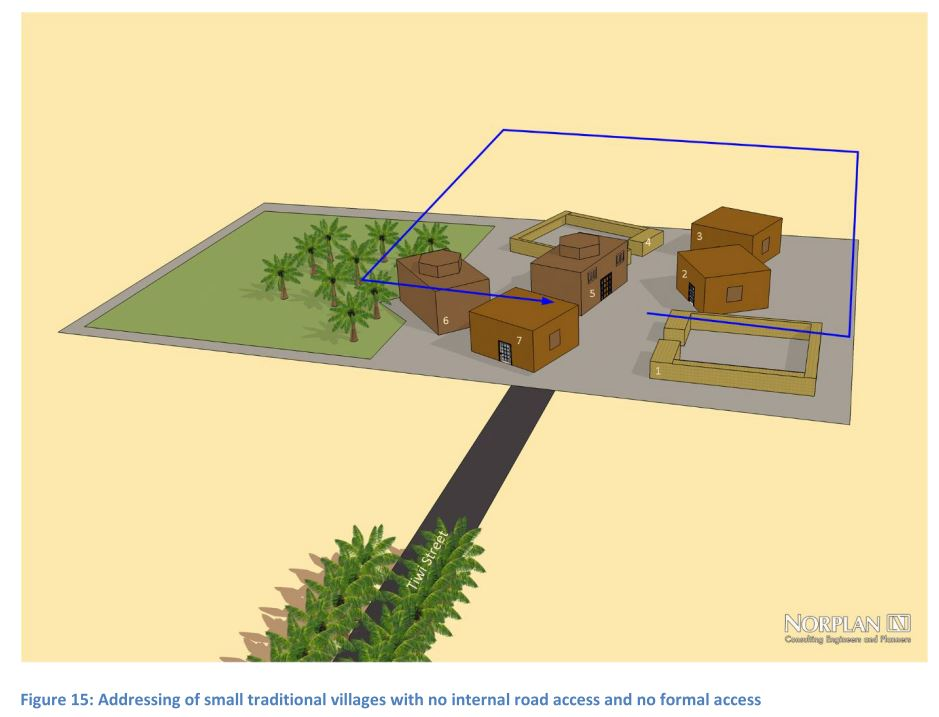 3
4
2
5
6
7
1
Tiwi Street
NORPLAN N
Consulting Engineers and Planners
Figure 15: Addressing of small traditional villages with no internal road access and no formal access